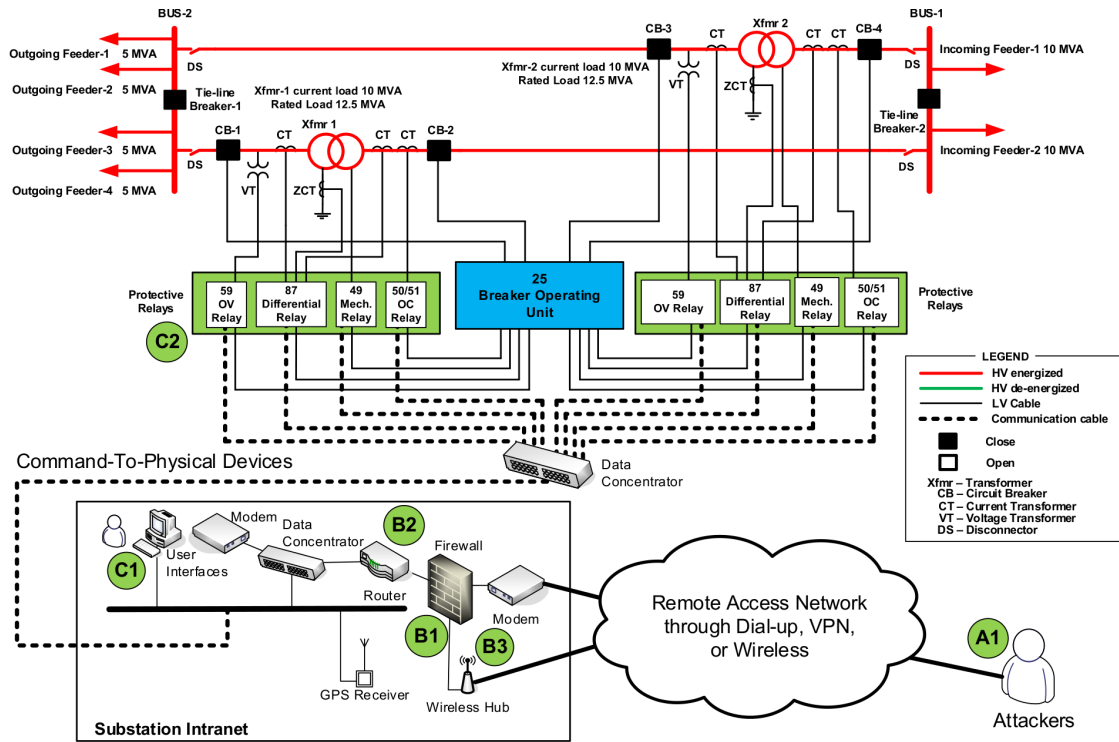 BUS-2
BUS-1
Outgoing Feeder-1 5 MVA
DS
CB-3
CT
Xfmr 2
CT CT
CB-4
Incoming Feeder-1 10 MVA
DS
Xfmr-2 current load 10 MVA
Rated Load 12.5 MVA
VT
ZCT
Outgoing Feeder-2 5 MVA
Tie-line
Breaker-1
Xfmr-1 current load 10 MVA
Rated Load 12.5 MVA
Tie-line
Breaker-2
Outgoing Feeder-3 5 MVA
DS
CB-1
CT
Xfmr 1
CT CT
CB-2
DS
Incoming Feeder-2 10 MVA
VT
ZCT
Outgoing Feeder-4 5 MVA
Protective
Relays
C2
59
OV
Relay
87
Differential
Relay
49
Mech.
Relay
50/51
OC
Relay
25
Breaker Operating
Unit
59
OV Relay
87
Differential
Relay
49
Mech.
Relay
50/51
OC
Relay
Protective
Relays
LEGEND
HV energized
HV de-energized
LV Cable
Communication cable
Close
Open
Xfmr – Transformer
CB – Circuit Breaker
CT – Current Transformer
VT – Voltage Transformer
DS – Disconnector
Data
Concentrator
Command-To-Physical Devices
C1
User
Interfaces
Modem
Data
Concentrator
B2
Router
Firewall
B1
Modem
B3
GPS Receiver
Wireless Hub
Substation Intranet
Remote Access Network
through Dial-up, VPN,
or Wireless
A1
Attackers